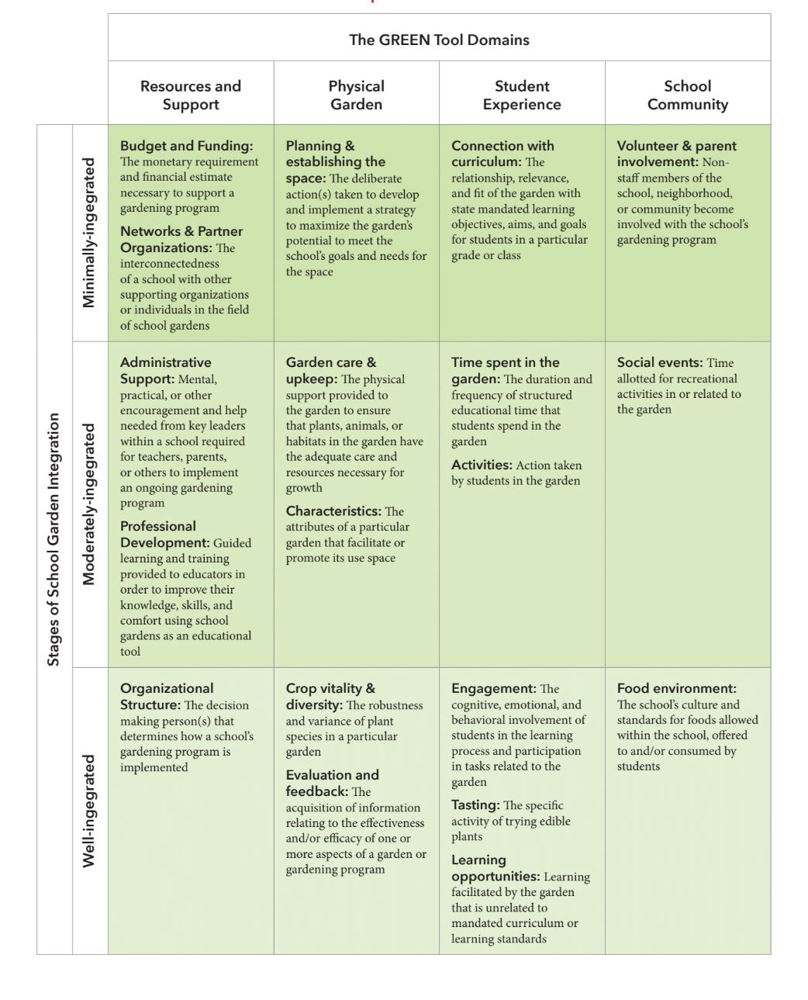 The GREEN Tool Domains
Resources and
Support
Physical
Garden
Student
Experience
School
Community
Stages of School Garden Integration
Minimally-ingegrated
Budget and Funding:
The monetary requirement
and financial estimate
necessary to support a
gardening program
Networks & Partner
Organizations: The
interconnectedness
of a school with other
supporting organizations
or individuals in the field
of school gardens
Planning &
establishing the
space: The deliberate
action(s) taken to develop
and implement a strategy
to maximize the garden's
potential to meet the
school's goals and needs for
the space
Connection with
curriculum: The
relationship, relevance,
and fit of the garden with
state mandated learning
objectives, aims, and goals
for students in a particular
grade or class
Volunteer & parent
involvement: Non-
staff members of the
school, neighborhood,
or community become
involved with the school's
gardening program
Moderately-ingegrated
Administrative
Support: Mental,
practical, or other
encouragement and help
needed from key leaders
within a school required
for teachers, parents,
or others to implement
an ongoing gardening
program
Professional
Development: Guided
learning and training
provided to educators in
order to improve their
knowledge, skills, and
comfort using school
gardens as an educational
tool
Garden care &
upkeep: The physical
support provided to
the garden to ensure
that plants, animals, or
habitats in the garden have
the adequate care and
resources necessary for
growth
Characteristics: The
attributes of a particular
garden that facilitate or
promote its use space
Time spent in the
garden: The duration and
frequency of structured
educational time that
students spend in the
garden
Activities: Action taken
by students in the garden
Social events: Time
allotted for recreational
activities in or related to
the garden
Well-ingegrated
Organizational
Structure: The decision
making person(s) that
determines how a school's
gardening program is
implemented
Crop vitality &
diversity: The robustness
and variance of plant
species in a particular
garden
Evaluation and
feedback: The
acquisition of information
relating to the effectiveness
and/or efficacy of one or
more aspects of a garden or
gardening program
Engagement: The
cognitive, emotional, and
behavioral involvement of
students in the learning
process and participation
in tasks related to the
garden
Tasting: The specific
activity of trying edible
plants
Learning
opportunities: Learning
facilitated by the garden
that is unrelated to
mandated curriculum or
learning standards
Food environment:
The school's culture and
standards for foods allowed
within the school, offered
to and/or consumed by
students